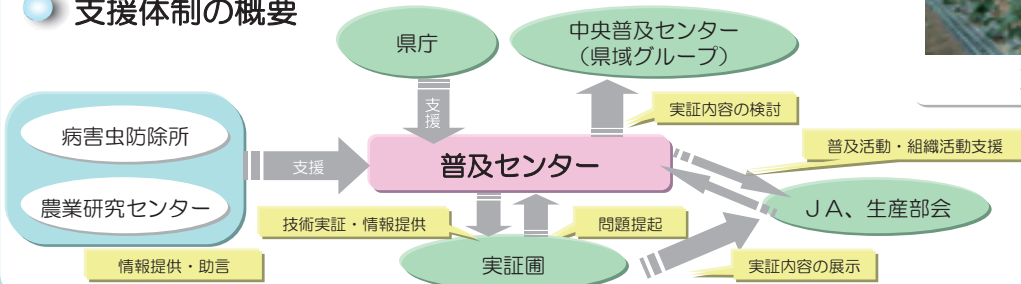 支援体制の概要
県庁
中央普及センター
（県域グループ）
支援
実証内容の検討
病害虫防除所
支援
普及センター
普及活動・組織活動支援
農業研究センター
ＪＡ、生産部会
技術実証・情報提供
問題提起
情報提供・助言
実証圃
実証内容の展示